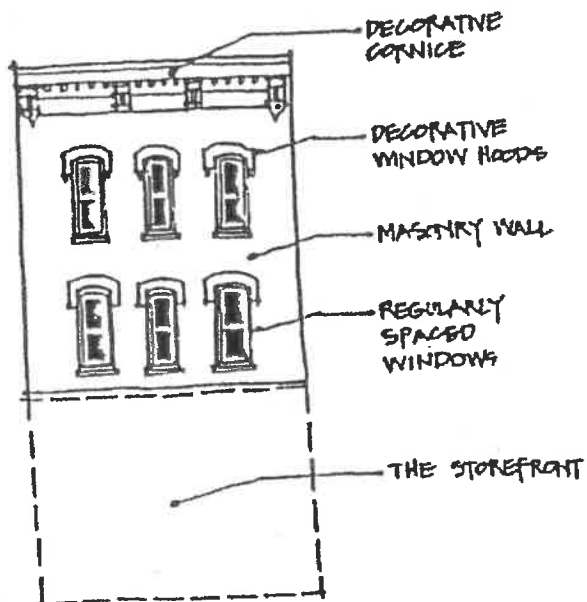 DECORATIVE
CORNICE
DECORATIVE
WINDOW HOODS
MASONRY WALL
REGULARLY
SPACED
WINDOWS
THE STOREFRONT